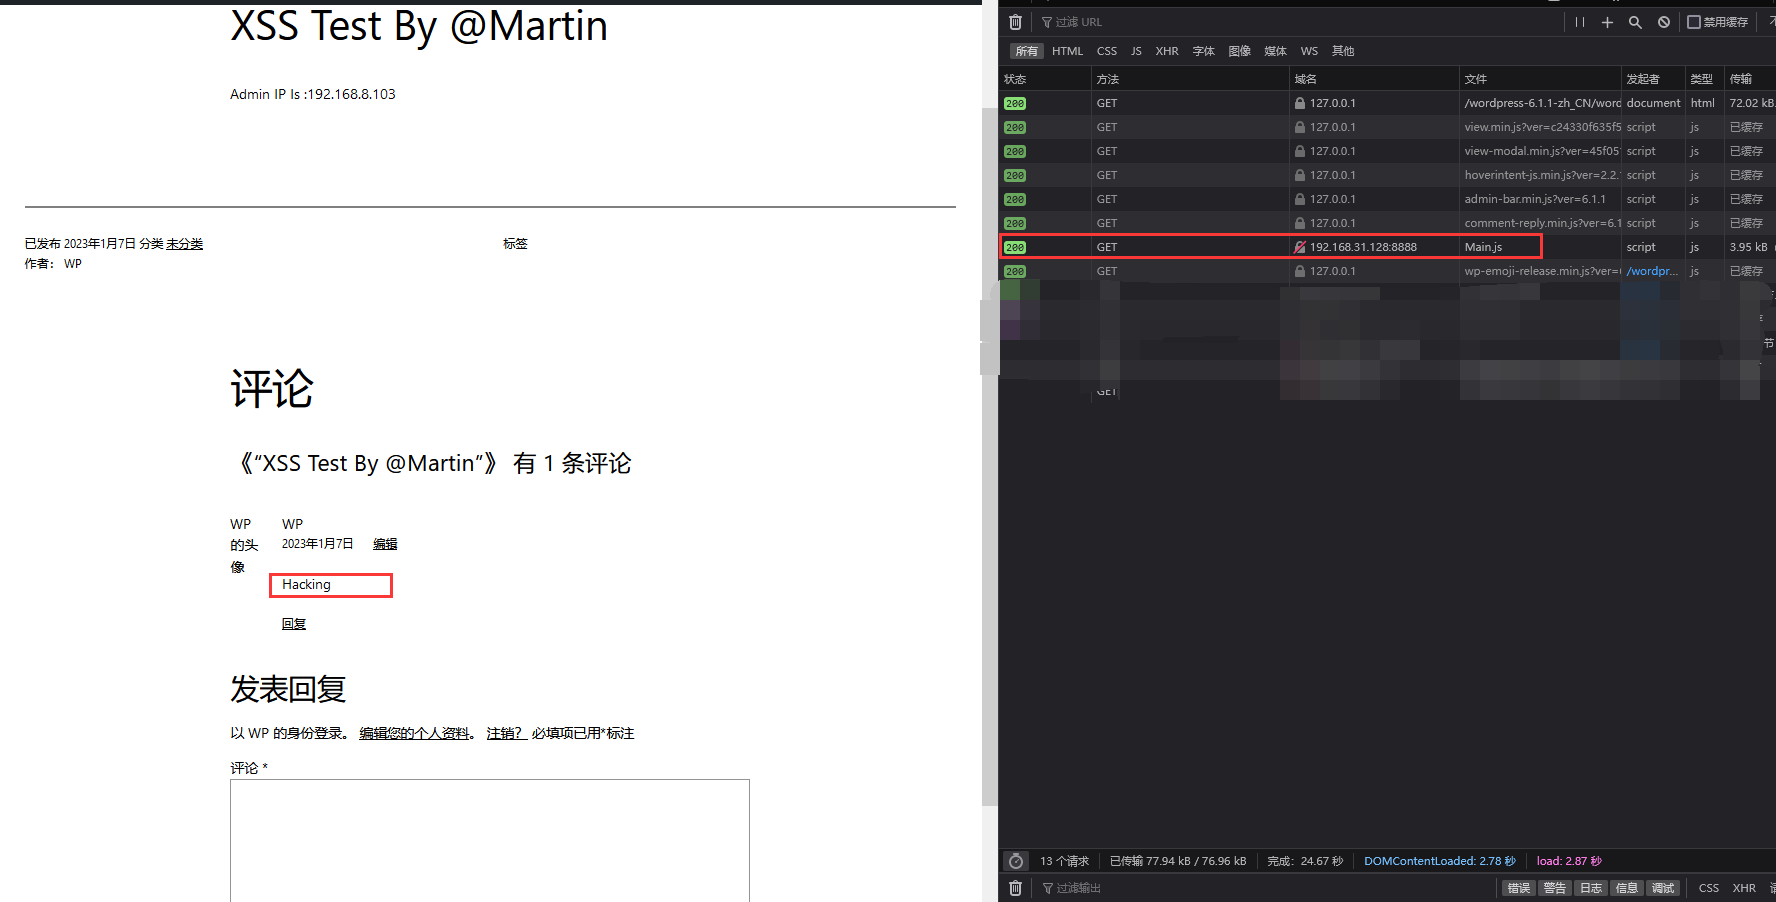 XSS Test By @Martin
Admin IP Is :192.168.8.103
已发布 2023年1月7日 分类 未分类
标签
作者： WP
评论
《“XSS Test By @Martin”》 有 1 条评论
WP的头像
WP
2023年1月7日 编辑
Hacking
回复
发表回复
以 WP 的身份登录。 编辑您的个人资料。 注销？ 必填项已用*标注
评论 *
过滤 URL
禁用缓存
所有 HTML CSS JS XHR 字体 图像 媒体 WS 其他
状态 方法 域名 文件 发起者 类型 传输
200 GET 127.0.0.1 /wordpress-6.1.1-zh_CN/word document html 72.02 kB
200 GET 127.0.0.1 view.min.js?ver=c24330f635f5 script js 已缓存
200 GET 127.0.0.1 view-modal.min.js?ver=45f05 script js 已缓存
200 GET 127.0.0.1 hoverintent-js.min.js?ver=2.2. script js 已缓存
200 GET 127.0.0.1 admin-bar.min.js?ver=6.1.1 script js 已缓存
200 GET 127.0.0.1 comment-reply.min.js?ver=6.1 script js 已缓存
200 GET 192.168.31.128:8888 Main.js script js 3.95 kB
200 GET 127.0.0.1 wp-emoji-release.min.js?ver= /wordpr... js 已缓存
节
GET
13 个请求 已传输 77.94 kB / 76.96 kB 完成：24.67 秒 DOMContentLoaded: 2.78 秒 load: 2.87 秒
过滤输出
错误 警告 日志 信息 调试 CSS XHR